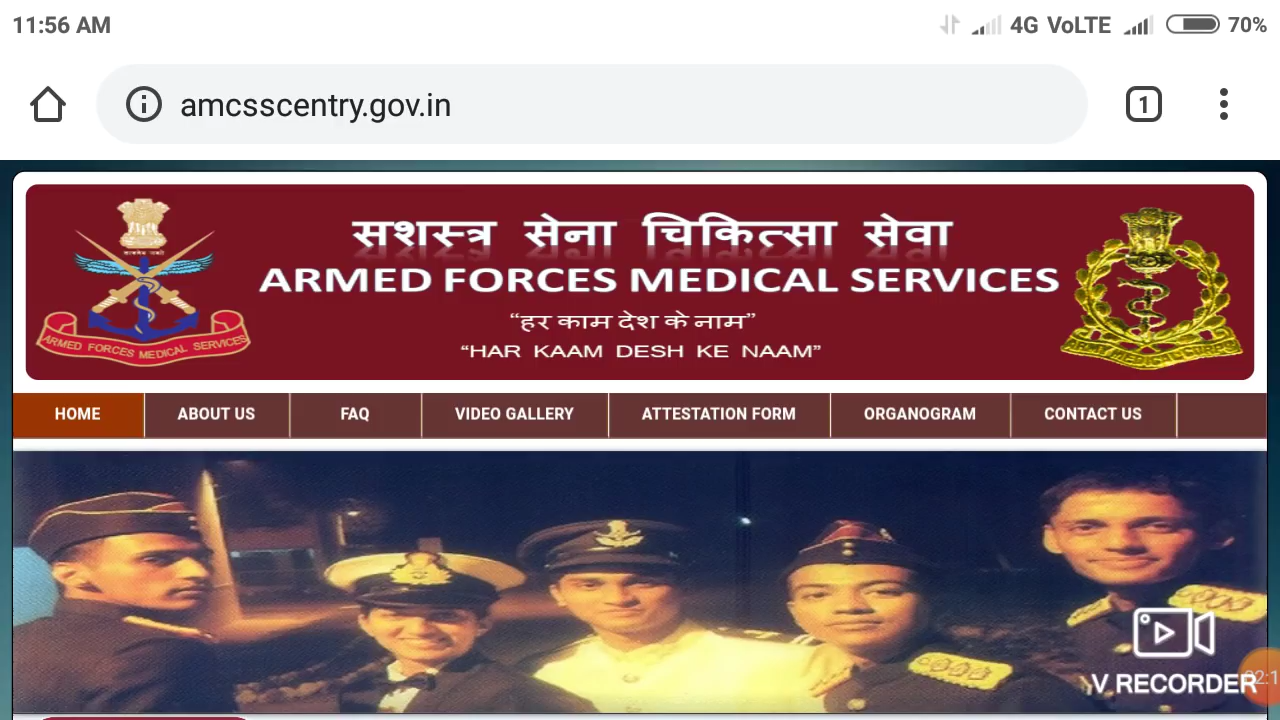 11:56 AM
4G VoLTE
70%
amcsscentry.gov.in
1
सशस्त्र सेना चिकित्सा सेवा
ARMED FORCES MEDICAL SERVICES
“हर काम देश के नाम”
“HAR KAAM DESH KE NAAM”
ARMED FORCES MEDICAL SERVICES
HOME
ABOUT US
FAQ
VIDEO GALLERY
ATTESTATION FORM
ORGANOGRAM
CONTACT US
V RECORDER